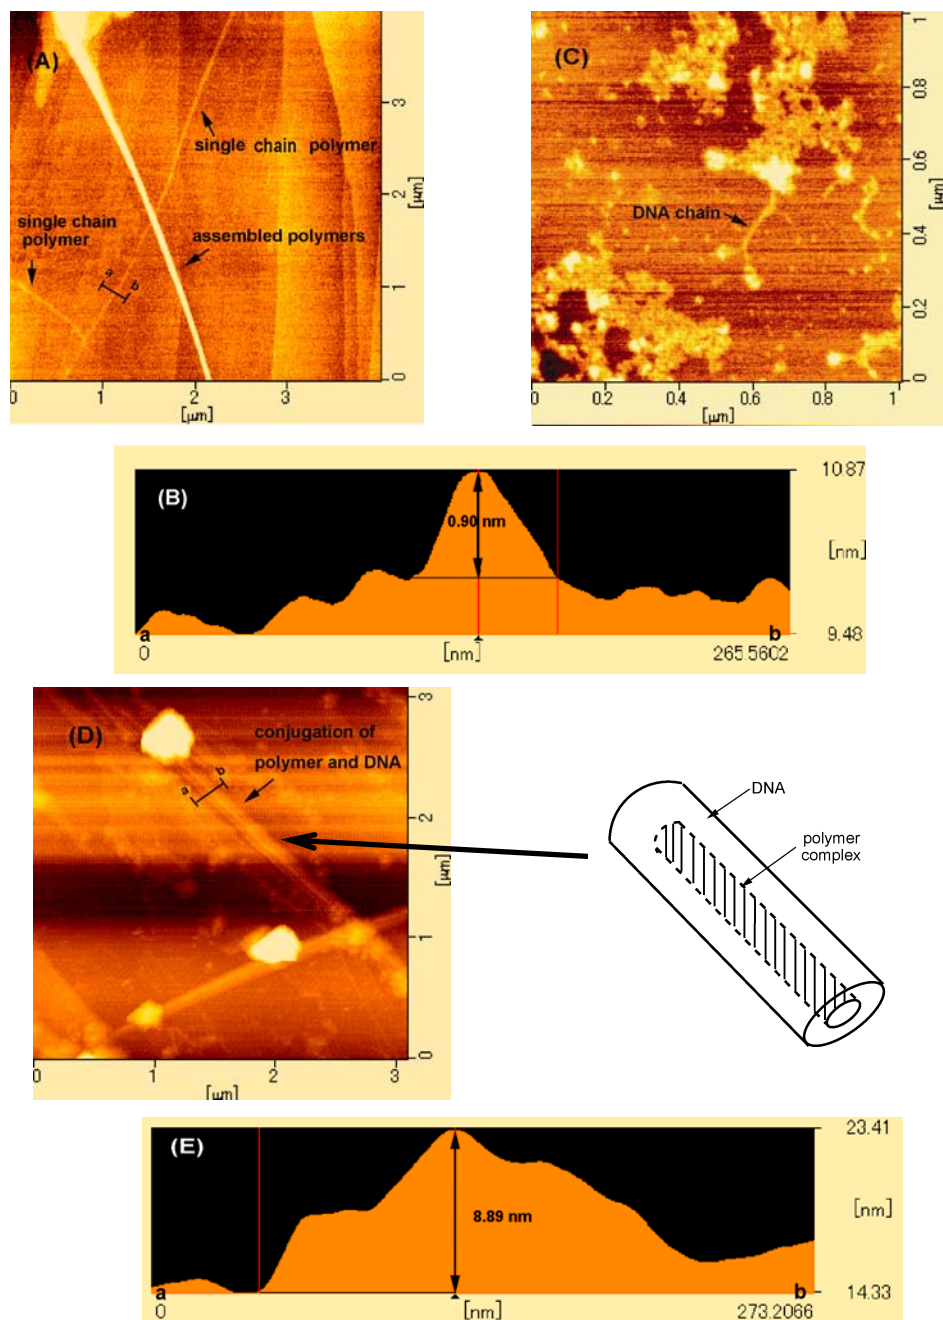 (A)
single chain polymer
single chain
polymer
assembled polymers
a
b
3
2
1
0
[µm]
0
1
2
3
[µm]
(C)
DNA chain
1
0.8
0.6
0.4
0.2
0
[µm]
0
0.2
0.4
0.6
0.8
1
[µm]
(B)
0.90 nm
10.87
[nm]
9.48
a
b
0
[nm]
265.5602
(D)
conjugation of
polymer and DNA
a
b
3
2
1
0
[µm]
0
1
2
3
[µm]
DNA
polymer
complex
(E)
8.89 nm
23.41
[nm]
14.33
a
b
0
[nm]
273.2066